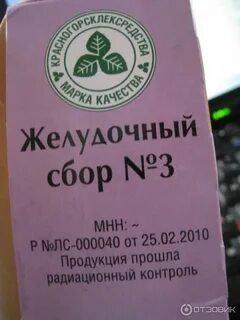 КРАСНОГОРСКЛЕКСРЕДСТВА
МАРКА КАЧЕСТВА
Желудочный
сбор №3
МНН: ~
Р №ЛС-000040 от 25.02.2010
Продукция прошла
радиационный контроль
ОТЗОВИК